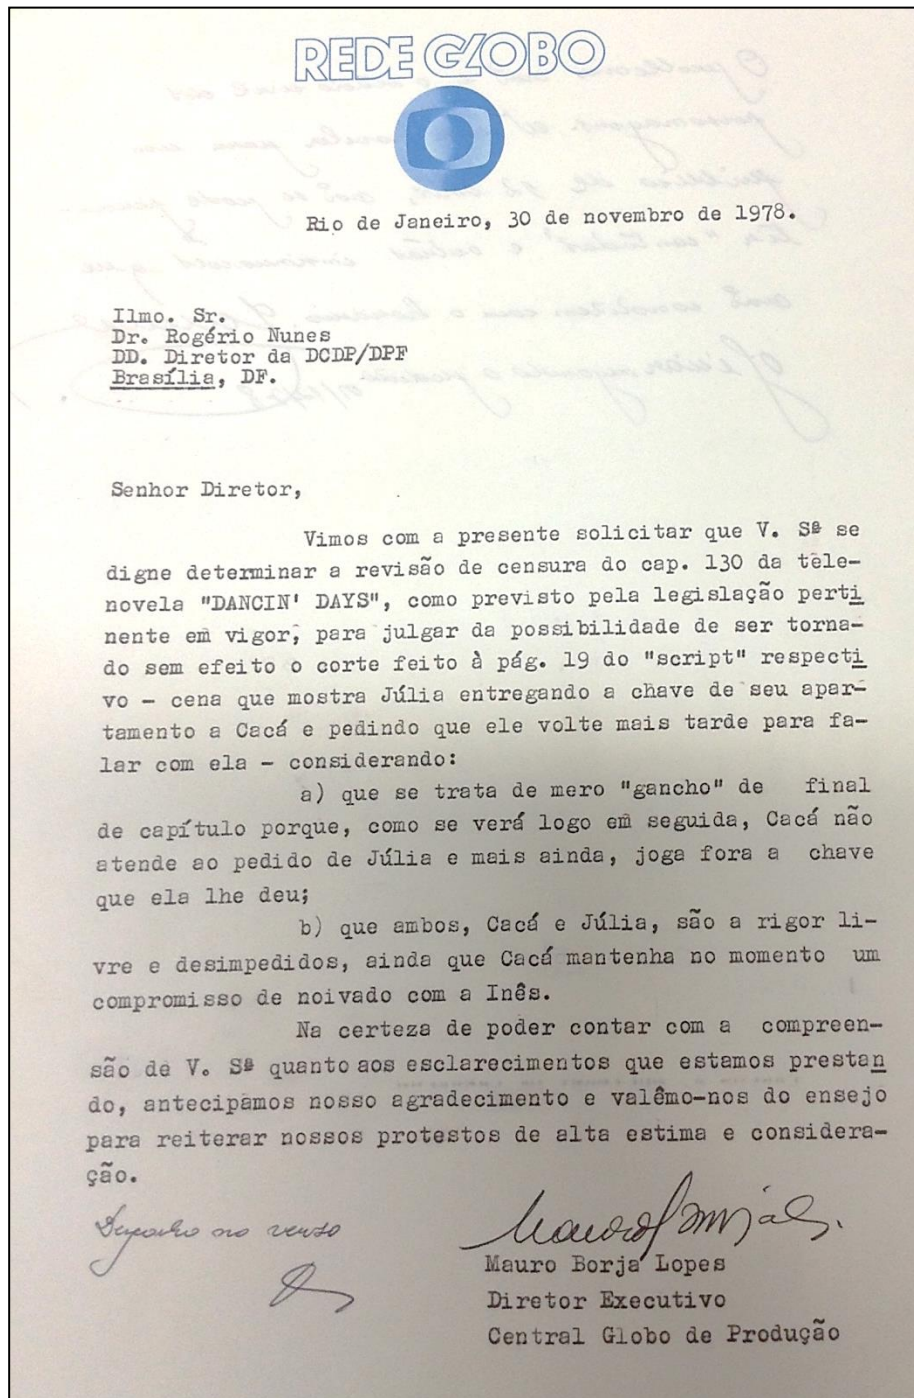 REDE GLOBO
Rio de Janeiro, 30 de novembro de 1978.
Ilmo. Sr.
Dr. Rogério Nunes
DD. Diretor da DCDP/DPF
Brasília, DF.
Senhor Diretor,
Vimos com a presente solicitar que V. Sª se
digne determinar a revisão de censura do cap. 130 da tele-
novela "DANCIN' DAYS", como previsto pela legislação perti
nente em vigor, para julgar da possibilidade de ser torna-
do sem efeito o corte feito à pág. 19 do "script" respecti
vo - cena que mostra Júlia entregando a chave de seu apar-
tamento a Cacá e pedindo que ele volte mais tarde para fa-
lar com ela - considerando:
a) que se trata de mero "gancho" de final
de capítulo porque, como se verá logo em seguida, Cacá não
atende ao pedido de Júlia e mais ainda, joga fora a chave
que ela lhe deu;
b) que ambos, Cacá e Júlia, são a rigor li-
vre e desimpedidos, ainda que Cacá mantenha no momento um
compromisso de noivado com a Inês.
Na certeza de poder contar com a compreen-
são de V. Sª quanto aos esclarecimentos que estamos prestan
do, antecipamos nosso agradecimento e valêmo-nos do ensejo
para reiterar nossos protestos de alta estima e considera-
ção.
no verso
Mauro Borja Lopes
Diretor Executivo
Central Globo de Produção